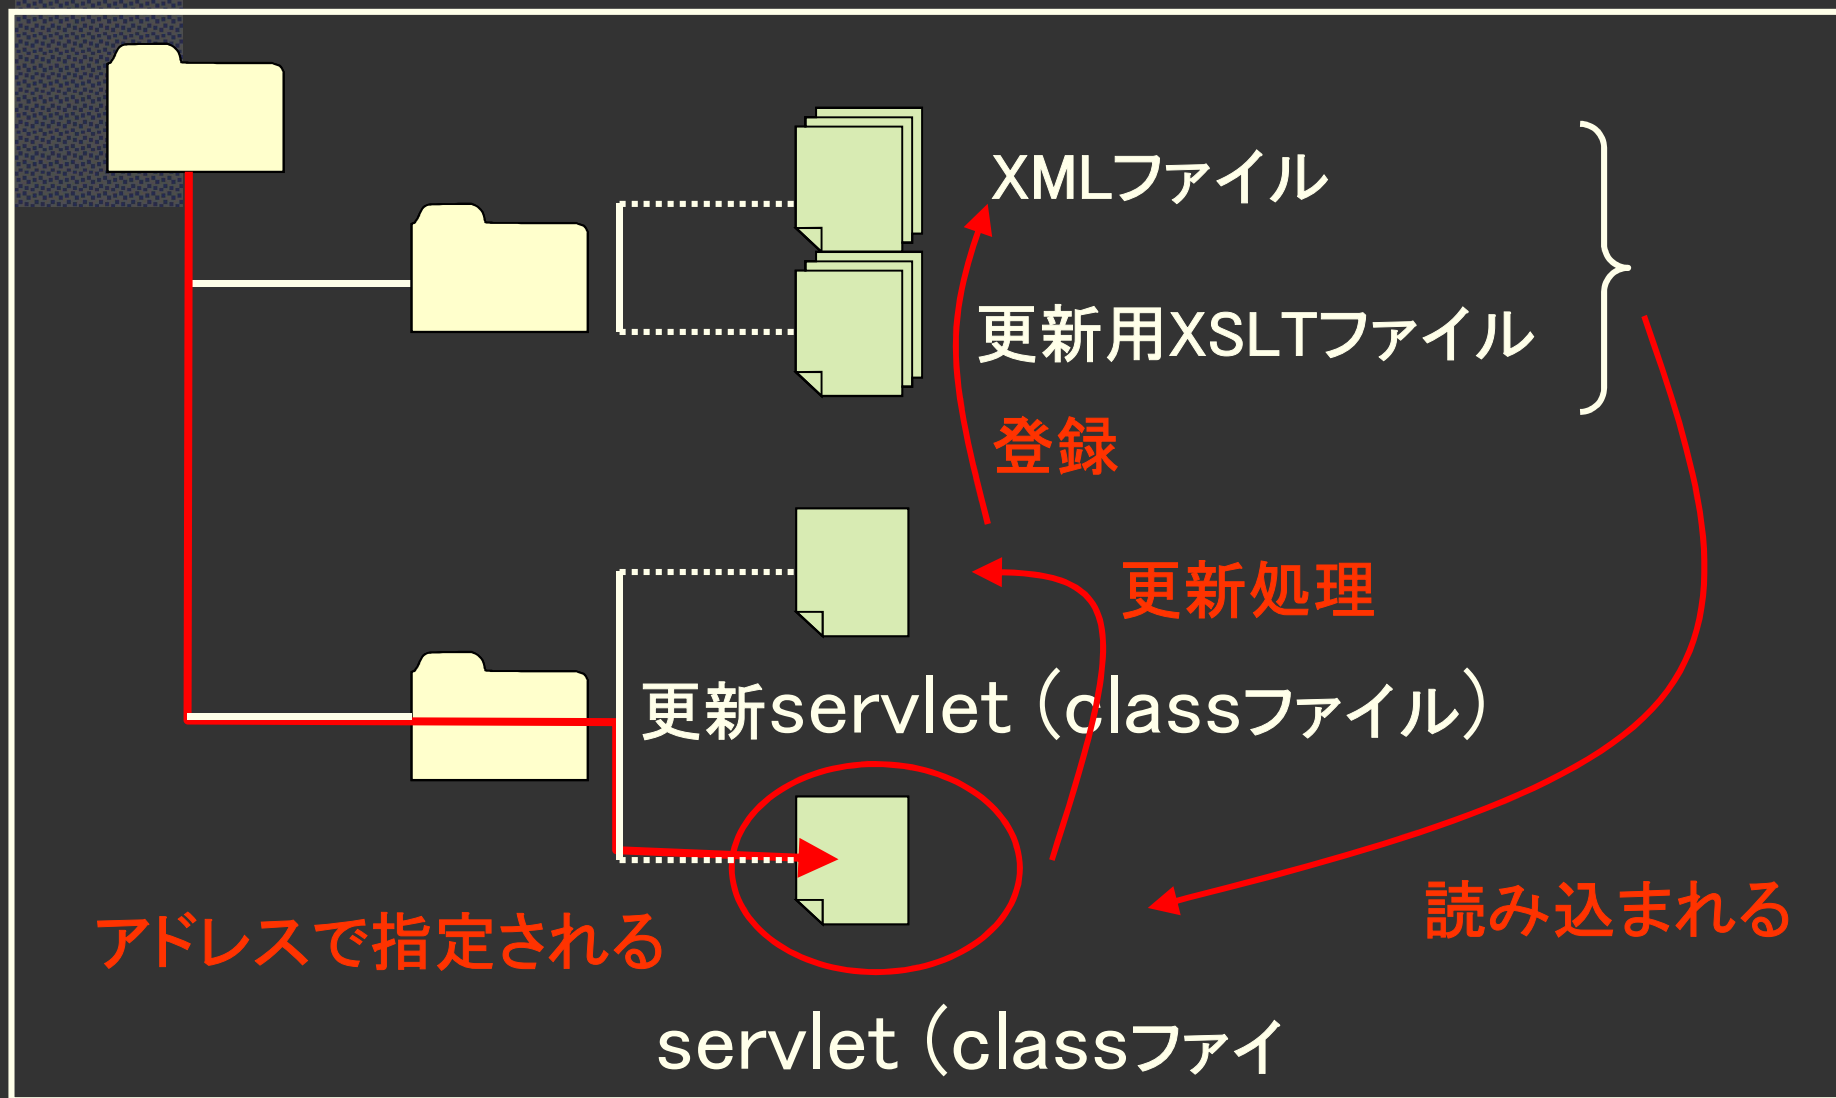 XMLファイル
更新用XSLTファイル
登録
更新処理
更新servlet（classファイル）
アドレスで指定される
読み込まれる
servlet（classファイ